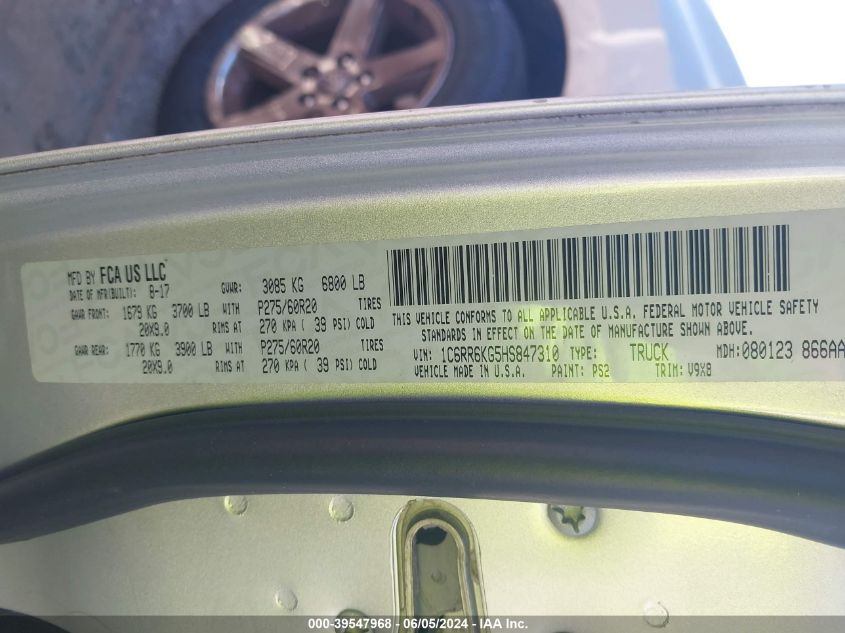 MFD BY FCA US LLC
DATE OF MFR(BUILT): 8-17 GVWR: 3085 KG 6800 LB
GAWR FRONT: 1679 KG 3700 LB WITH P275/60R20 TIRES
20X9.0 RIMS AT 270 KPA ( 39 PSI) COLD
GAWR REAR: 1770 KG 3900 LB WITH P275/60R20 TIRES
20X9.0 RIMS AT 270 KPA ( 39 PSI) COLD
THIS VEHICLE CONFORMS TO ALL APPLICABLE U.S.A. FEDERAL MOTOR VEHICLE SAFETY
STANDARDS IN EFFECT ON THE DATE OF MANUFACTURE SHOWN ABOVE.
VIN: 1C6RR6KG5HS847310 TYPE: TRUCK MDH: 080123 866AA
VEHICLE MADE IN U.S.A. PAINT: PS2 TRIM: V9X8
000-39547968 - 06/05/2024 - IAA Inc.